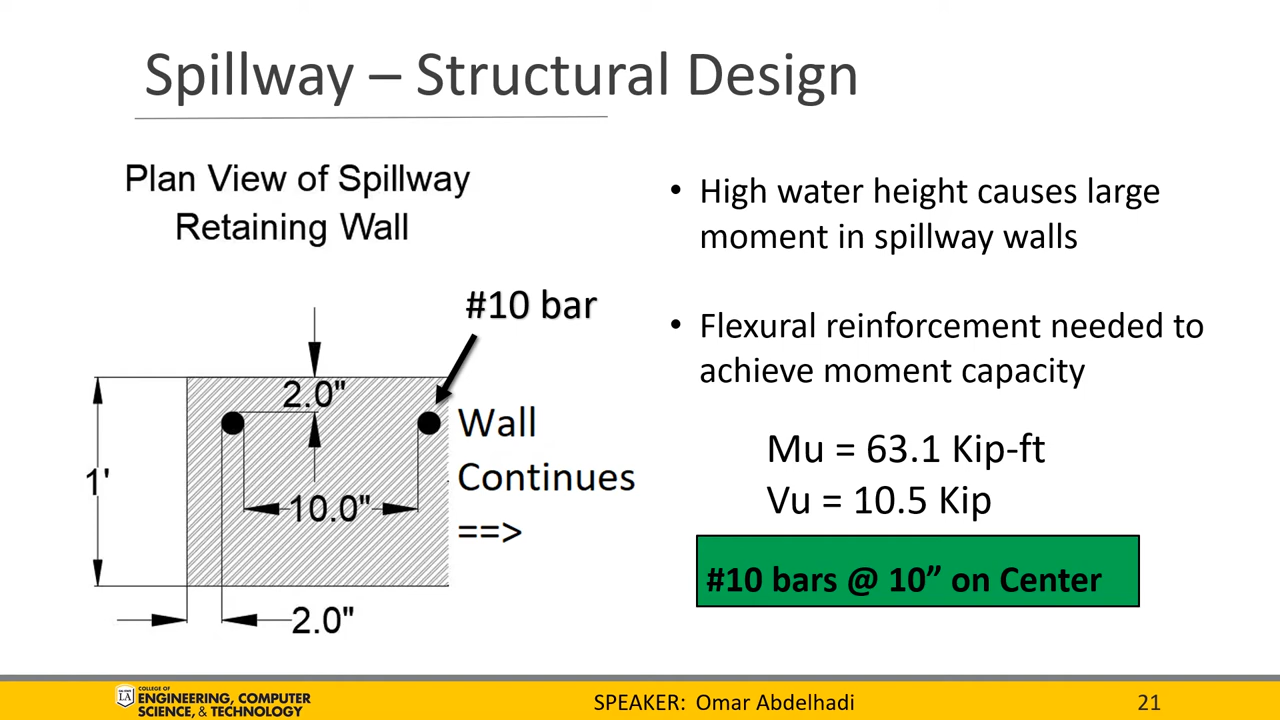 Spillway – Structural Design
Plan View of Spillway
Retaining Wall
#10 bar
2.0"
Wall
Continues
==>
1'
10.0"
2.0"
• High water height causes large
moment in spillway walls
• Flexural reinforcement needed to
achieve moment capacity
Mu = 63.1 Kip-ft
Vu = 10.5 Kip
#10 bars @ 10” on Center
LA
COLLEGE OF
ENGINEERING, COMPUTER
SCIENCE, & TECHNOLOGY
SPEAKER: Omar Abdelhadi
21